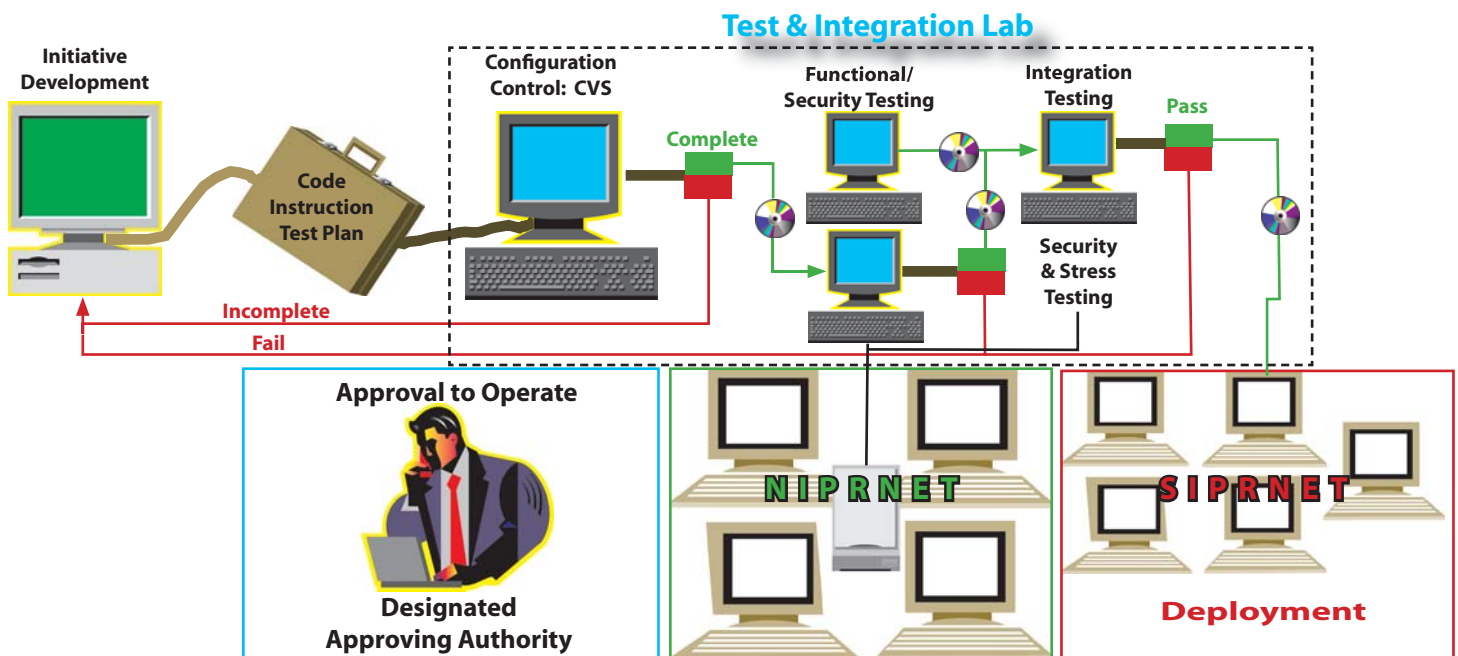 Test & Integration Lab
Initiative
Development
Configuration
Control: CVS
Functional/
Security Testing
Integration
Testing
Pass
Complete
Code
Instruction
Test Plan
Security
& Stress
Testing
Incomplete
Fail
Approval to Operate
NIPRNET
SIPRNET
Designated
Approving Authority
Deployment